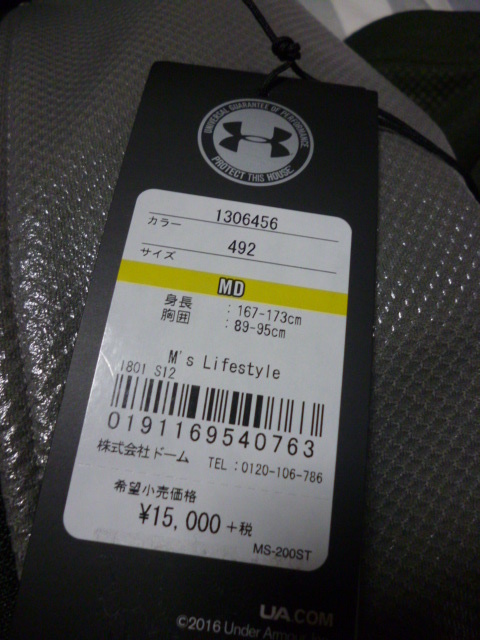 UNIVERSAL GUARANTEE OF PERFORMANCE
PROTECT THIS HOUSE
1306456
カラー
492
サイズ
MD
身長 : 167-173cm
胸囲 : 89-95cm
M's Lifestyle
1801 S12
0191169540763
株式会社ドーム TEL : 0120-106-786
希望小売価格
¥15,000 +税
MS-200ST
UA.COM
©2016 Under Armour